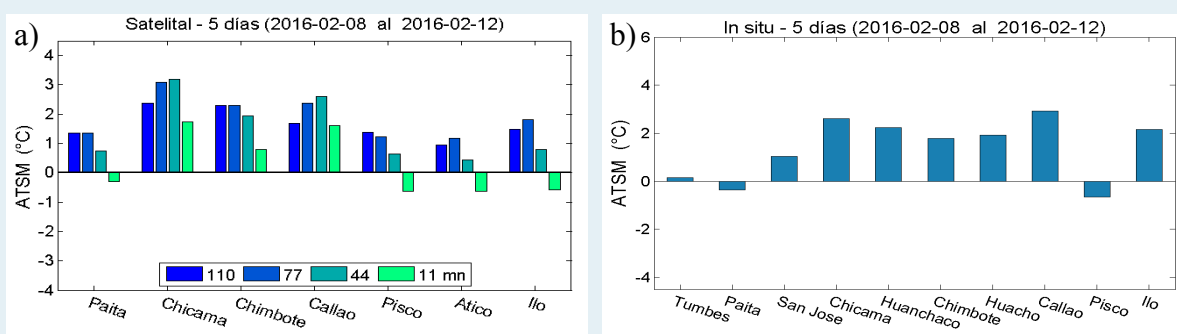 a)
Satelital - 5 días (2016-02-08 al 2016-02-12)
ATSM (°C)
5
4
3
2
1
0
-1
-2
-3
-4
110 77 44 11 mn
Paita Chicama Chimbote Callao Pisco Atico Ilo
b)
In situ - 5 días (2016-02-08 al 2016-02-12)
ATSM (°C)
6
4
2
0
-2
-4
Tumbes Paita San Jose Chicama Huanchaco Chimbote Huacho Callao Pisco Ilo